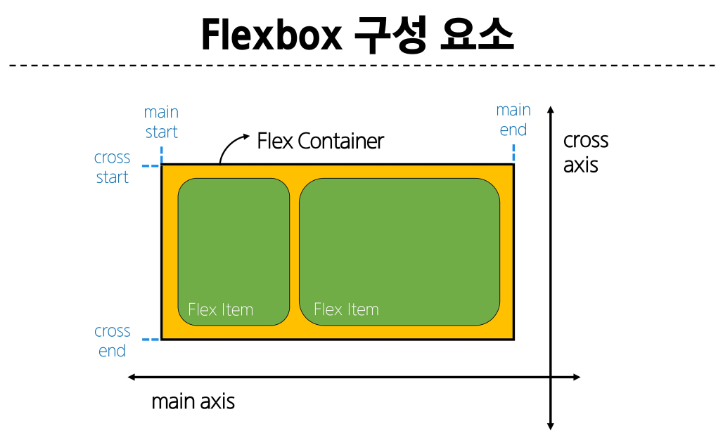 Flexbox 구성 요소
main
start
main
end
Flex Container
cross
axis
cross
start
Flex Item
Flex Item
cross
end
main axis